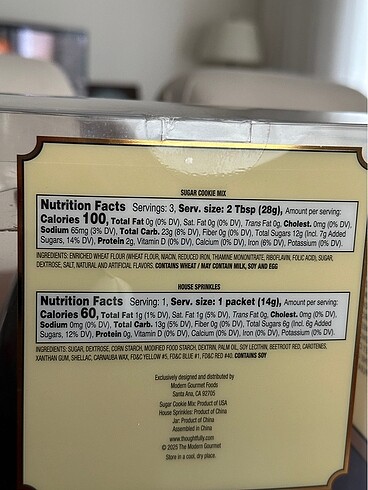 SUGAR COOKIE MIX
Nutrition Facts Servings: 3, Serv. size: 2 Tbsp (28g), Amount per serving:
Calories 100, Total Fat 0g (0% DV), Sat. Fat 0g (0% DV), Trans Fat 0g, Cholest. 0mg (0% DV),
Sodium 65mg (3% DV), Total Carb. 23g (8% DV), Fiber 0g (0% DV), Total Sugars 12g (Incl. 7g Added
Sugars, 14% DV), Protein 2g, Vitamin D (0% DV), Calcium (0% DV), Iron (6% DV), Potassium (0% DV).
INGREDIENTS: ENRICHED WHEAT FLOUR (WHEAT FLOUR, NIACIN, REDUCED IRON, THIAMINE MONONITRATE, RIBOFLAVIN, FOLIC ACID), SUGAR,
DEXTROSE, SALT, NATURAL AND ARTIFICIAL FLAVORS. CONTAINS WHEAT / MAY CONTAIN MILK, SOY AND EGG
HOUSE SPRINKLES
Nutrition Facts Serving: 1, Serv. size: 1 packet (14g), Amount per serving:
Calories 60, Total Fat 1g (1% DV), Sat. Fat 1g (5% DV), Trans Fat 0g, Cholest. 0mg (0% DV),
Sodium 0mg (0% DV), Total Carb. 13g (5% DV), Fiber 0g (0% DV), Total Sugars 6g (Incl. 6g Added
Sugars, 12% DV), Protein 0g, Vitamin D (0% DV), Calcium (0% DV), Iron (0% DV), Potassium (0% DV).
INGREDIENTS: SUGAR, DEXTROSE, CORN STARCH, MODIFIED FOOD STARCH, DEXTRIN, PALM OIL, SOY LECITHIN, BEETROOT RED, CAROTENES,
XANTHAN GUM, SHELLAC, CARNAUBA WAX, FD&C YELLOW #5, FD&C BLUE #1, FD&C RED #40. CONTAINS SOY
Exclusively designed and distributed by
Modern Gourmet Foods
Santa Ana, CA 92705
Sugar Cookie Mix: Product of USA
House Sprinkles: Product of China
Jar: Product of China
Assembled in China
www.thoughtfully.com
© 2025 The Modern Gourmet
Store in a cool, dry place.